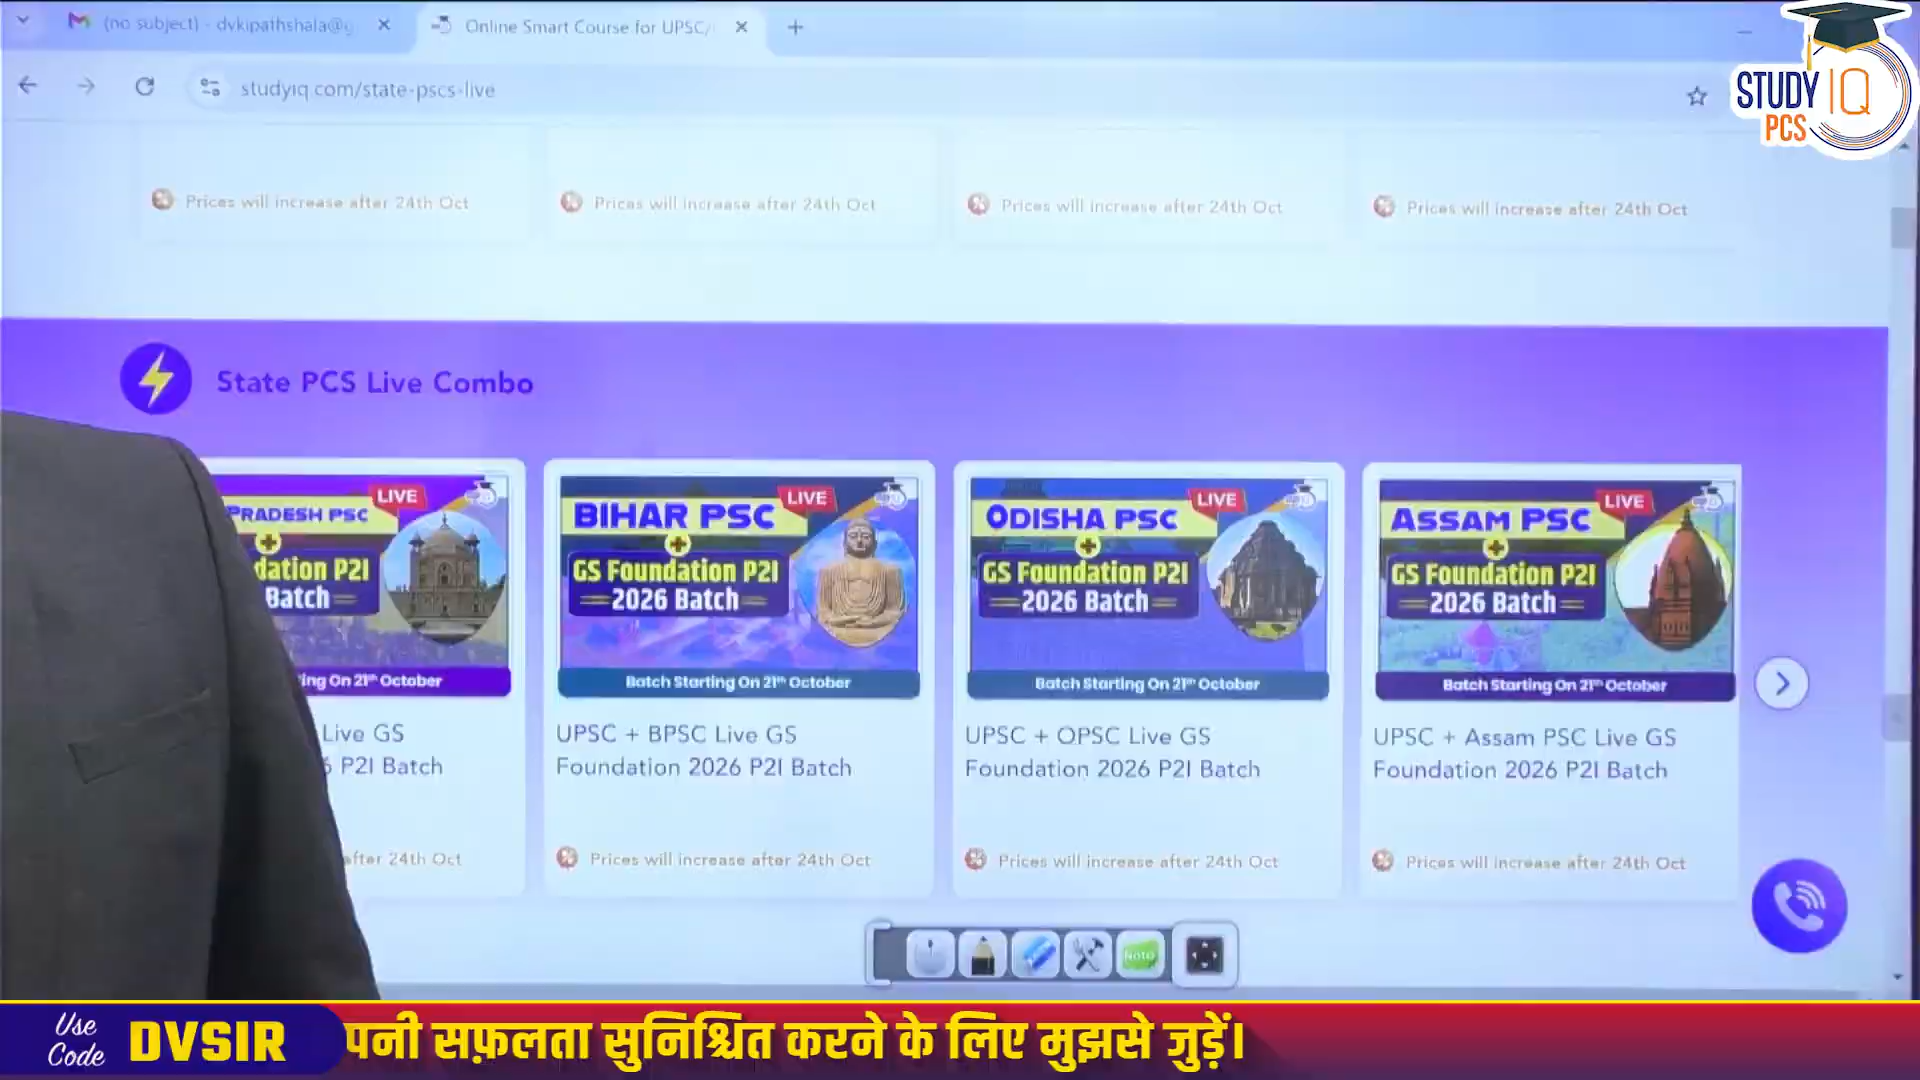 (no subject) - dvkipathshala@g
Online Smart Course for UPSC/
studyiq.com/state-pscs-live
STUDY IQ
PCS
Prices will increase after 24th Oct
Prices will increase after 24th Oct
Prices will increase after 24th Oct
Prices will increase after 24th Oct
State PCS Live Combo
PRADESH PSC
LIVE
+
dation P2I
Batch
ing On 21st October
Live GS
P2I Batch
after 24th Oct
BIHAR PSC
LIVE
+
GS Foundation P2I
2026 Batch
Batch Starting On 21st October
UPSC + BPSC Live GS
Foundation 2026 P2I Batch
Prices will increase after 24th Oct
ODISHA PSC
LIVE
+
GS Foundation P2I
2026 Batch
Batch Starting On 21st October
UPSC + OPSC Live GS
Foundation 2026 P2I Batch
Prices will increase after 24th Oct
ASSAM PSC
LIVE
+
GS Foundation P2I
2026 Batch
Batch Starting On 21st October
UPSC + Assam PSC Live GS
Foundation 2026 P2I Batch
Prices will increase after 24th Oct
Note
Use
Code
DVSIR
पनी सफ़लता सुनिश्चित करने के लिए मुझसे जुड़ें।